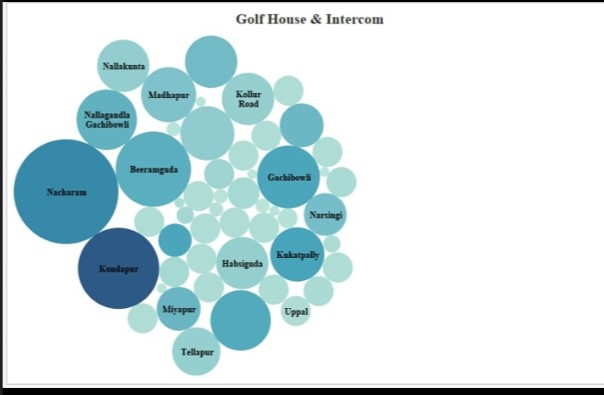 Golf House & Intercom
Nallakunta
Madhapur
Kollur
Road
Nallagandla
Gachibowli
Beeramguda
Gachibowli
Nacharam
Narsingi
Kondapur
Habsiguda
Kukatpally
Miyapur
Uppal
Tellapur